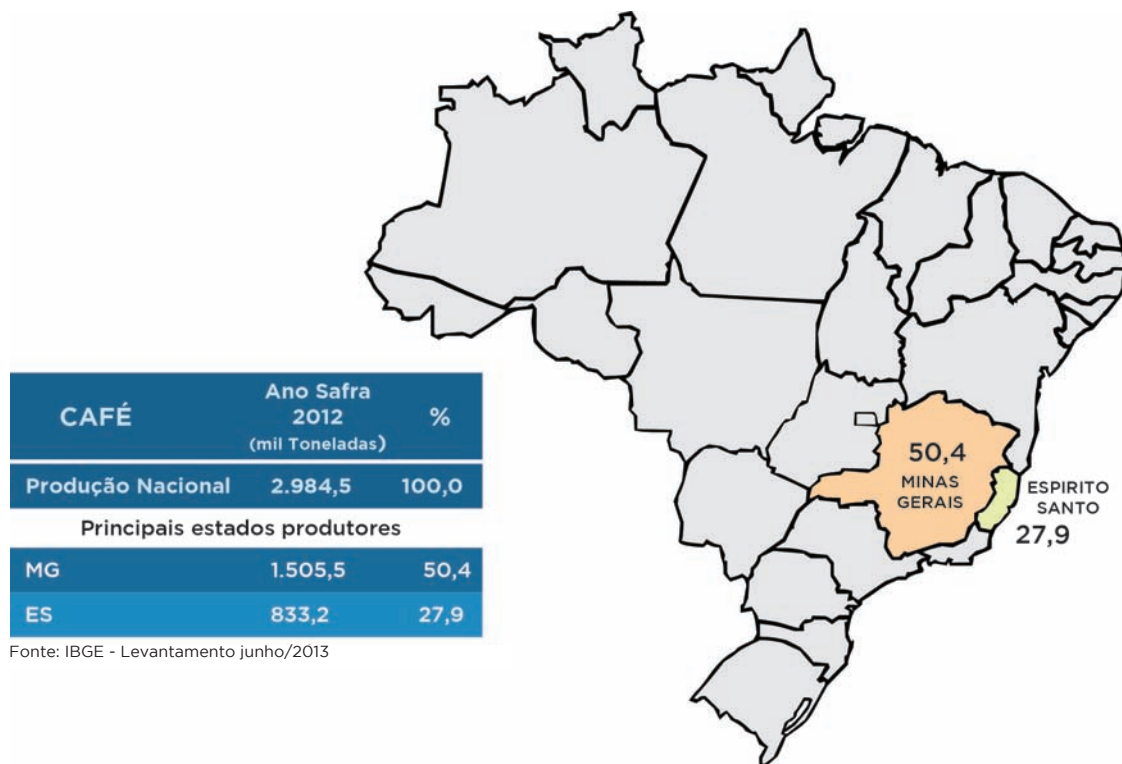 CAFÉ
Ano Safra
2012
(mil Toneladas)
%
Produção Nacional 2.984,5 100,0
Principais estados produtores
MG 1.505,5 50,4
ES 833,2 27,9
Fonte: IBGE - Levantamento junho/2013
50,4
MINAS
GERAIS
ESPIRITO
SANTO
27,9